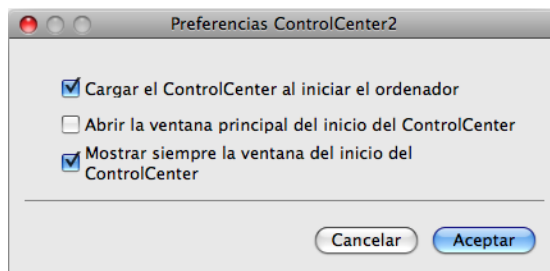 Preferencias ControlCenter2
Cargar el ControlCenter al iniciar el ordenador
Abrir la ventana principal del inicio del ControlCenter
Mostrar siempre la ventana del inicio del
ControlCenter
Cancelar
Aceptar